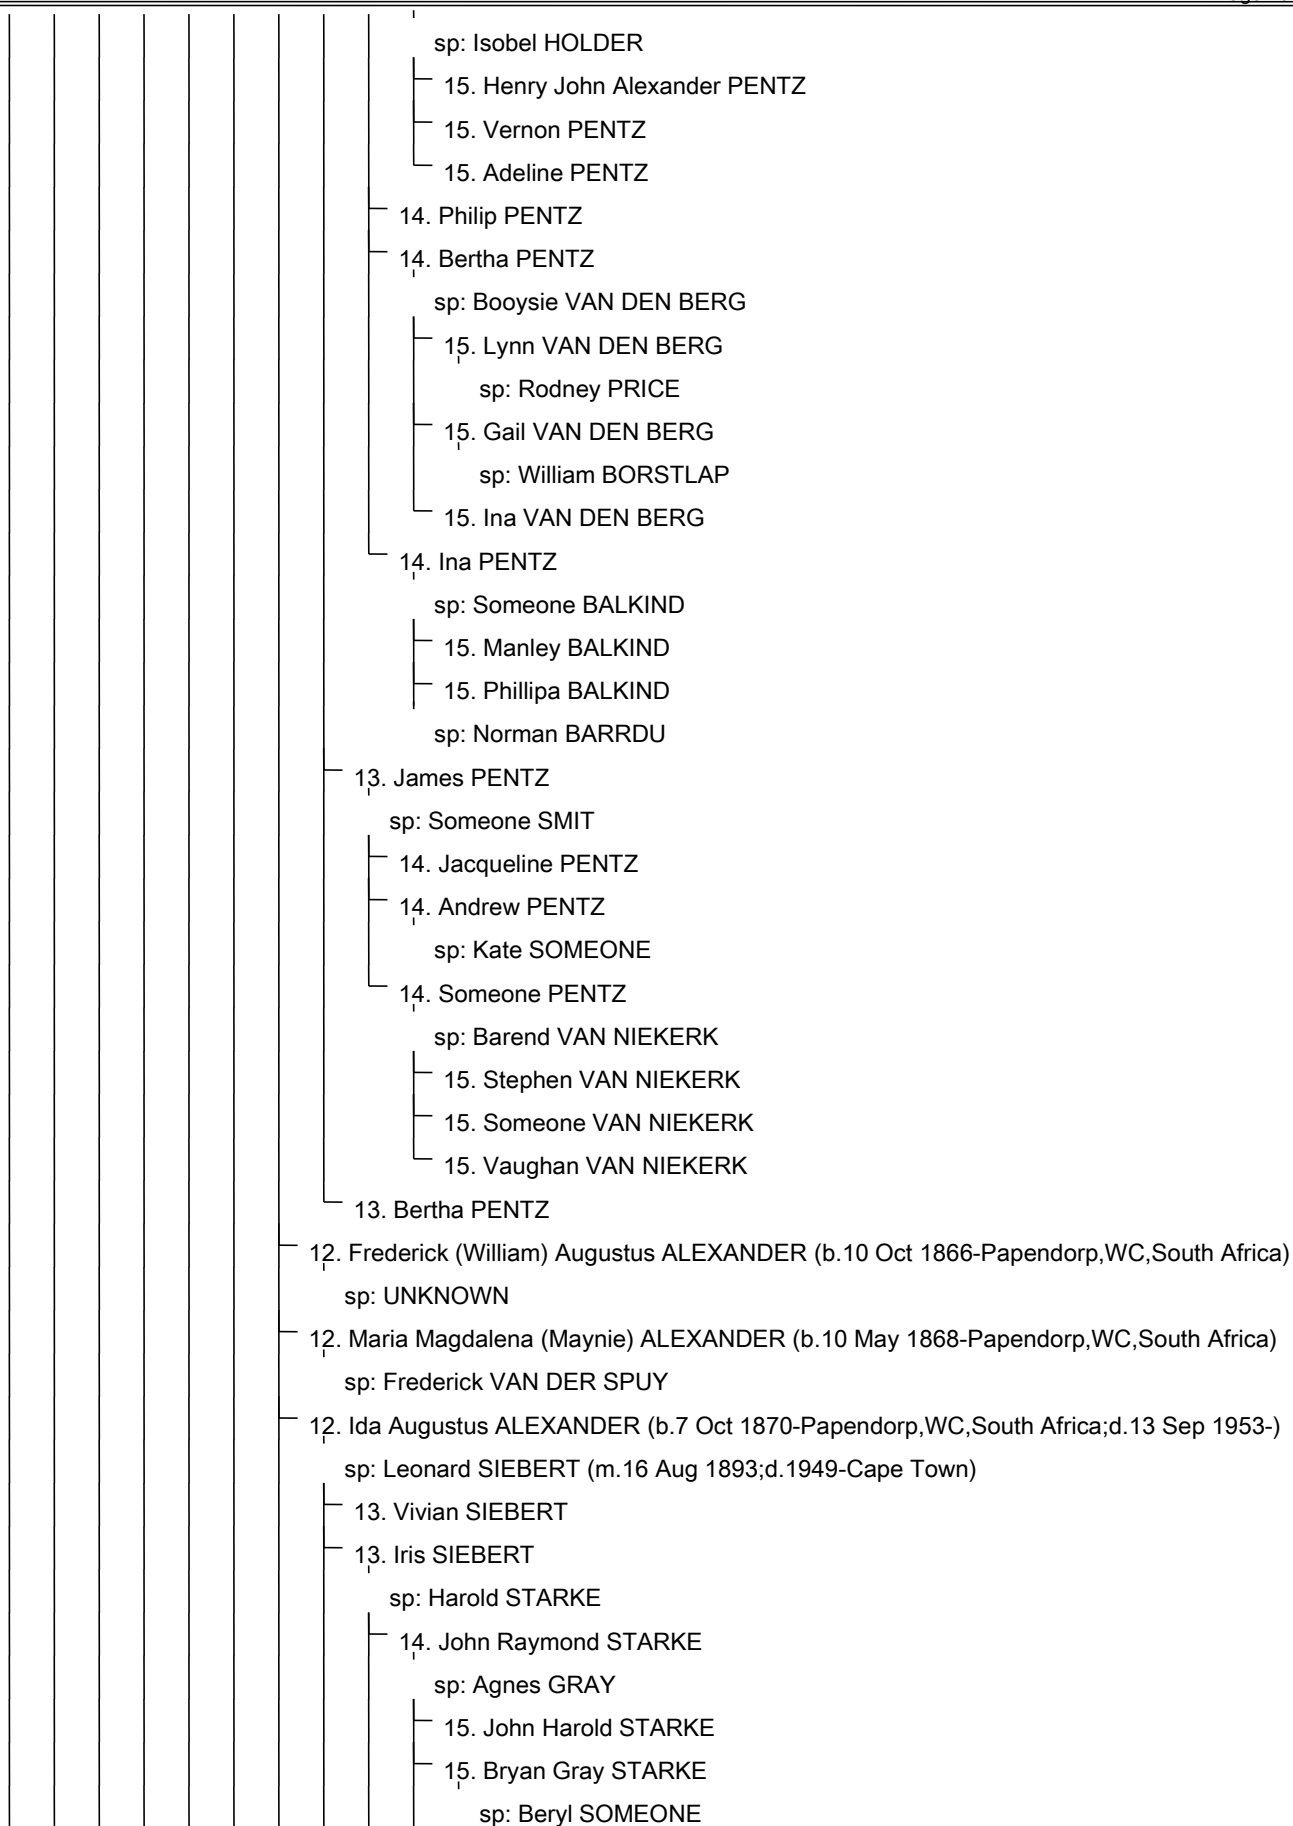 sp: Isobel HOLDER
15. Henry John Alexander PENTZ
15. Vernon PENTZ
15. Adeline PENTZ
14. Philip PENTZ
14. Bertha PENTZ
sp: Booysie VAN DEN BERG
15. Lynn VAN DEN BERG
sp: Rodney PRICE
15. Gail VAN DEN BERG
sp: William BORSTLAP
15. Ina VAN DEN BERG
14. Ina PENTZ
sp: Someone BALKIND
15. Manley BALKIND
15. Phillipa BALKIND
sp: Norman BARRDU
13. James PENTZ
sp: Someone SMIT
14. Jacqueline PENTZ
14. Andrew PENTZ
sp: Kate SOMEONE
14. Someone PENTZ
sp: Barend VAN NIEKERK
15. Stephen VAN NIEKERK
15. Someone VAN NIEKERK
15. Vaughan VAN NIEKERK
13. Bertha PENTZ
12. Frederick (William) Augustus ALEXANDER (b.10 Oct 1866-Papendorp,WC,South Africa)
sp: UNKNOWN
12. Maria Magdalena (Maynie) ALEXANDER (b.10 May 1868-Papendorp,WC,South Africa)
sp: Frederick VAN DER SPUY
12. Ida Augustus ALEXANDER (b.7 Oct 1870-Papendorp,WC,South Africa;d.13 Sep 1953-)
sp: Leonard SIEBERT (m.16 Aug 1893;d.1949-Cape Town)
13. Vivian SIEBERT
13. Iris SIEBERT
sp: Harold STARKE
14. John Raymond STARKE
sp: Agnes GRAY
15. John Harold STARKE
15. Bryan Gray STARKE
sp: Beryl SOMEONE